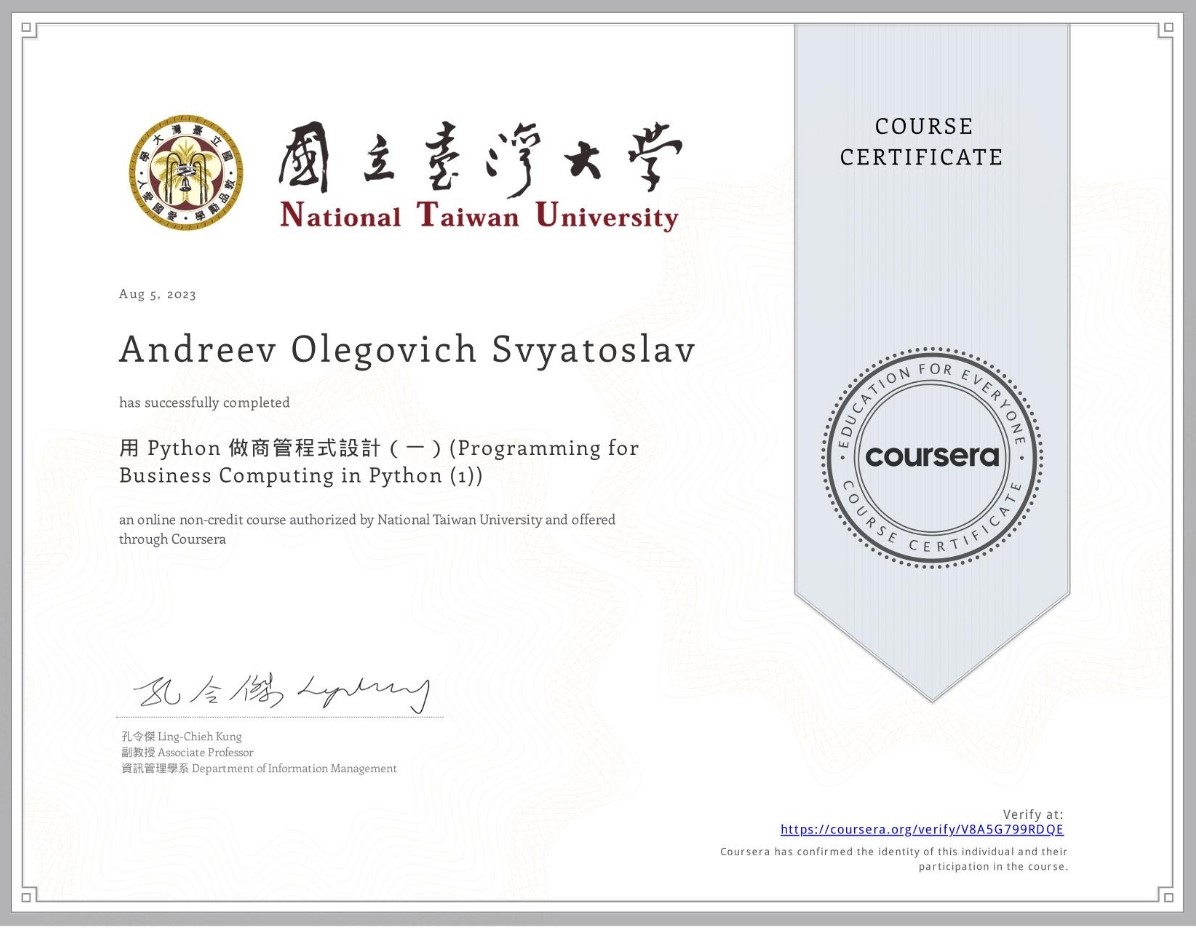 國立臺灣大學
National Taiwan University
COURSE
CERTIFICATE
Aug 5, 2023
Andreev Olegovich Svyatoslav
has successfully completed
用 Python 做商管程式設計（一）(Programming for
Business Computing in Python (1))
an online non-credit course authorized by National Taiwan University and offered
through Coursera
EDUCATION FOR EVERYONE
coursera
COURSE CERTIFICATE
孔令傑
孔令傑 Ling-Chieh Kung
副教授 Associate Professor
資訊管理學系 Department of Information Management
Verify at:
https://coursera.org/verify/V8A5G799RDQE
Coursera has confirmed the identity of this individual and their
participation in the course.